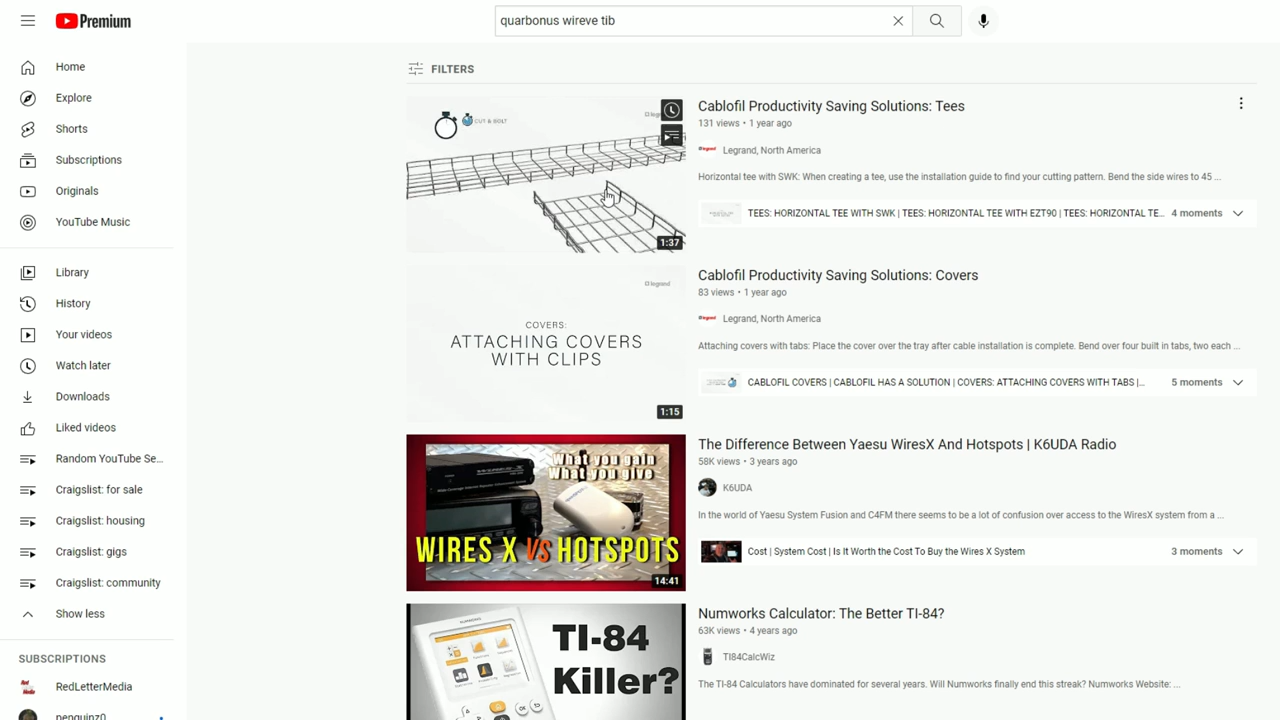 Premium
quarbonus wireve tib
Home
Explore
Shorts
Subscriptions
Originals
YouTube Music
Library
History
Your videos
Watch later
Downloads
Liked videos
Random YouTube Se...
Craigslist: for sale
Craigslist: housing
Craigslist: gigs
Craigslist: community
Show less
SUBSCRIPTIONS
RedLetterMedia
penguinz0
FILTERS
CUT & BOLT
1:37
Cablofil Productivity Saving Solutions: Tees
131 views • 1 year ago
Legrand, North America
Horizontal tee with SWK: When creating a tee, use the installation guide to find your cutting pattern. Bend the side wires to 45 ...
TEES: HORIZONTAL TEE WITH SWK | TEES: HORIZONTAL TEE WITH EZT90 | TEES: HORIZONTAL TE...
4 moments
legrand
COVERS:
ATTACHING COVERS
WITH CLIPS
1:15
Cablofil Productivity Saving Solutions: Covers
83 views • 1 year ago
Legrand, North America
Attaching covers with tabs: Place the cover over the tray after cable installation is complete. Bend over four built in tabs, two each ...
CABLOFIL COVERS | CABLOFIL HAS A SOLUTION | COVERS: ATTACHING COVERS WITH TABS |...
5 moments
What you gain
What you give
WIRES X VS HOTSPOTS
14:41
The Difference Between Yaesu WiresX And Hotspots | K6UDA Radio
58K views • 3 years ago
K6UDA
In the world of Yaesu System Fusion and C4FM there seems to be a lot of confusion over access to the WiresX system from a ...
Cost | System Cost | Is It Worth the Cost To Buy the Wires X System
3 moments
NUMWORKS
TI-84
Killer?
Numworks Calculator: The Better TI-84?
63K views • 4 years ago
TI84CalcWiz
The TI-84 Calculators have dominated for several years. Will Numworks finally end this streak? Numworks Website: ...